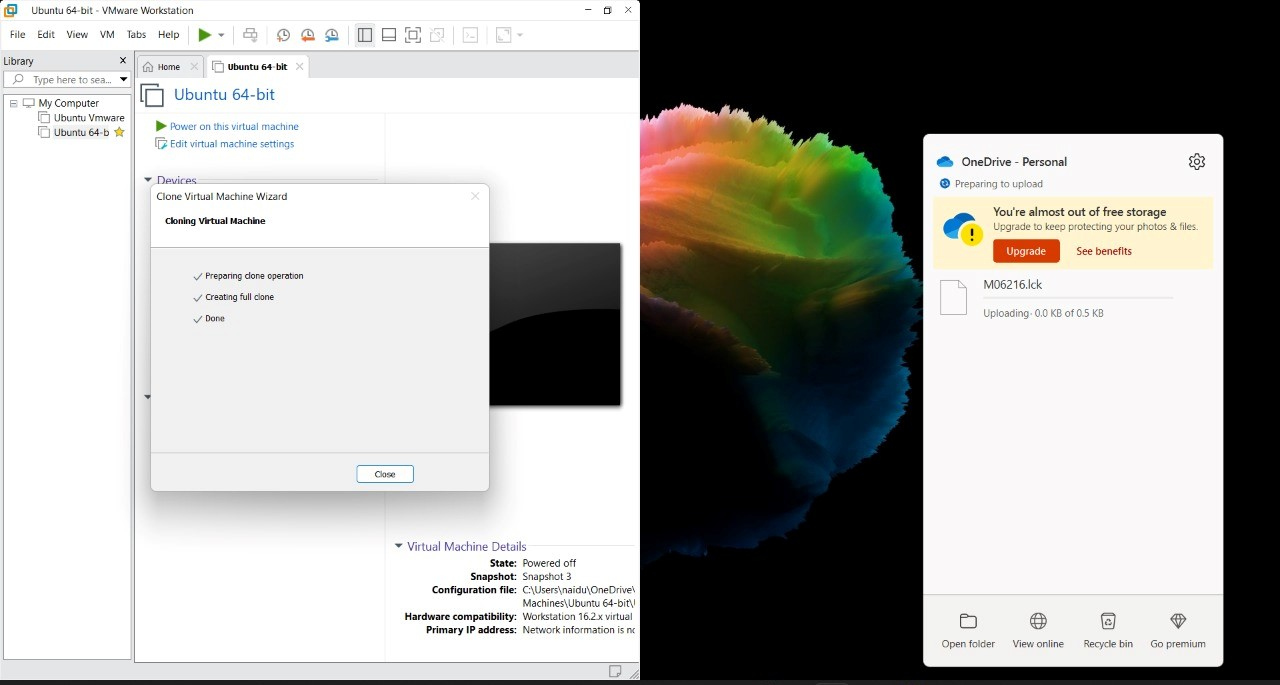 Ubuntu 64-bit - VMware Workstation
File Edit View VM Tabs Help
Library
Type here to sea...
My Computer
Ubuntu Vmware
Ubuntu 64-b
Home
Ubuntu 64-bit
Ubuntu 64-bit
Power on this virtual machine
Edit virtual machine settings
Devices
Clone Virtual Machine Wizard
Cloning Virtual Machine
Preparing clone operation
Creating full clone
Done
Close
Virtual Machine Details
State: Powered off
Snapshot: Snapshot 3
Configuration file: C:\Users\naidu\OneDrive\
Machines\Ubuntu 64-bit\
Hardware compatibility: Workstation 16.2.x virtual
Primary IP address: Network information is
OneDrive - Personal
Preparing to upload
You're almost out of free storage
Upgrade to keep protecting your photos & files.
Upgrade See benefits
M06216.lck
Uploading· 0.0 KB of 0.5 KB
Open folder View online Recycle bin Go premium